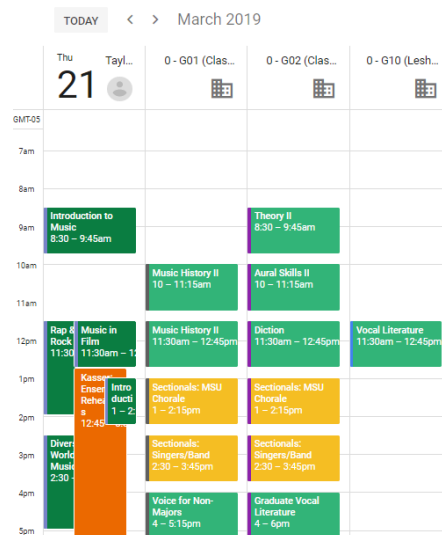 TODAY < > March 2019
Thu
21
Tayl...
0 - G01 (Clas...
0 - G02 (Clas...
0 - G10 (Lesh...
GMT-05
7am
8am
9am
10am
11am
12pm
1pm
2pm
3pm
4pm
5pm
Introduction to
Music
8:30 – 9:45am
Rap &
Rock
11:30
Music in
Film
11:30am – 12
Kasser:
Ensem
Rehea
s
12:45
Intro
ducti
1 – 2:
Divers
World
Music
2:30 –
Music History II
10 – 11:15am
Music History II
11:30am – 12:45pm
Sectionals: MSU
Chorale
1 – 2:15pm
Sectionals:
Singers/Band
2:30 – 3:45pm
Voice for Non-
Majors
4 – 5:15pm
Theory II
8:30 – 9:45am
Aural Skills II
10 – 11:15am
Diction
11:30am – 12:45pm
Sectionals: MSU
Chorale
1 – 2:15pm
Sectionals:
Singers/Band
2:30 – 3:45pm
Graduate Vocal
Literature
4 – 6pm
Vocal Literature
11:30am – 12:45pm